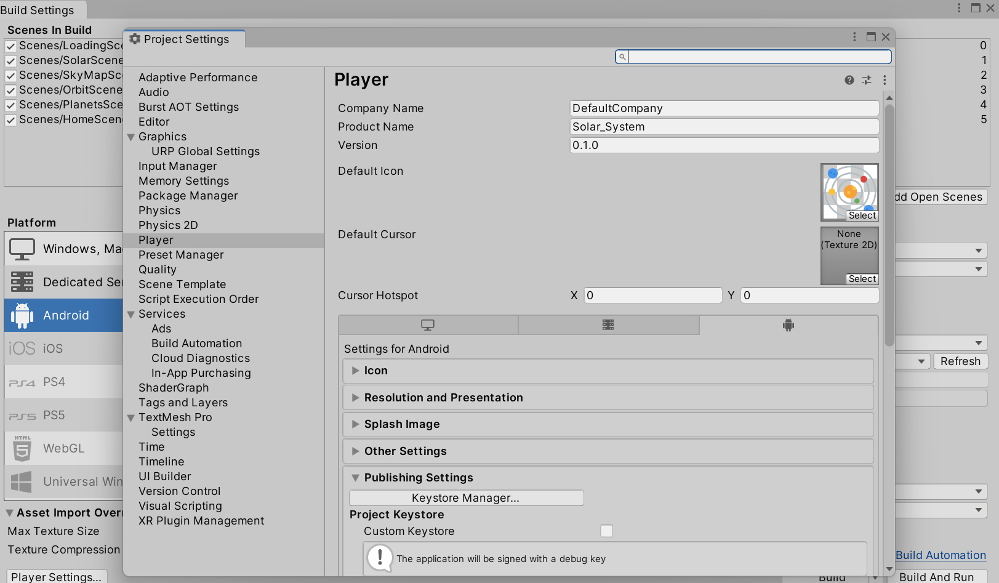 Build Settings
Scenes In Build
Scenes/LoadingSce
0
Scenes/SolarScene
1
Scenes/SkyMapSc
2
Scenes/OrbitScene
3
Scenes/PlanetsSce
4
Scenes/HomeScen
5
dd Open Scenes
Platform
Windows, Ma
Dedicated Se
Android
iOS iOS
PS4 PS4
PS5 PS5
HTML
5
WebGL
Universal Win
Refresh
Asset Import Over
Max Texture Size
Texture Compression
Build Automation
Player Settings...
Build
Build And Run
Project Settings
Adaptive Performance
Audio
Burst AOT Settings
Editor
Graphics
URP Global Settings
Input Manager
Memory Settings
Package Manager
Physics
Physics 2D
Player
Preset Manager
Quality
Scene Template
Script Execution Order
Services
Ads
Build Automation
Cloud Diagnostics
In-App Purchasing
ShaderGraph
Tags and Layers
TextMesh Pro
Settings
Time
Timeline
UI Builder
Version Control
Visual Scripting
XR Plugin Management
Player
Company Name DefaultCompany
Product Name Solar_System
Version 0.1.0
Default Icon
Select
Default Cursor
None
(Texture 2D)
Select
Cursor Hotspot X 0 Y 0
Settings for Android
Icon
Resolution and Presentation
Splash Image
Other Settings
Publishing Settings
Keystore Manager...
Project Keystore
Custom Keystore
The application will be signed with a debug key